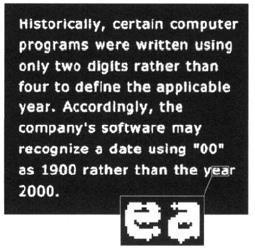 Historically, certain computer
programs were written using
only two digits rather than
four to define the applicable
year. Accordingly, the
company's software may
recognize a date using "00"
as 1900 rather than the year
2000.
ea